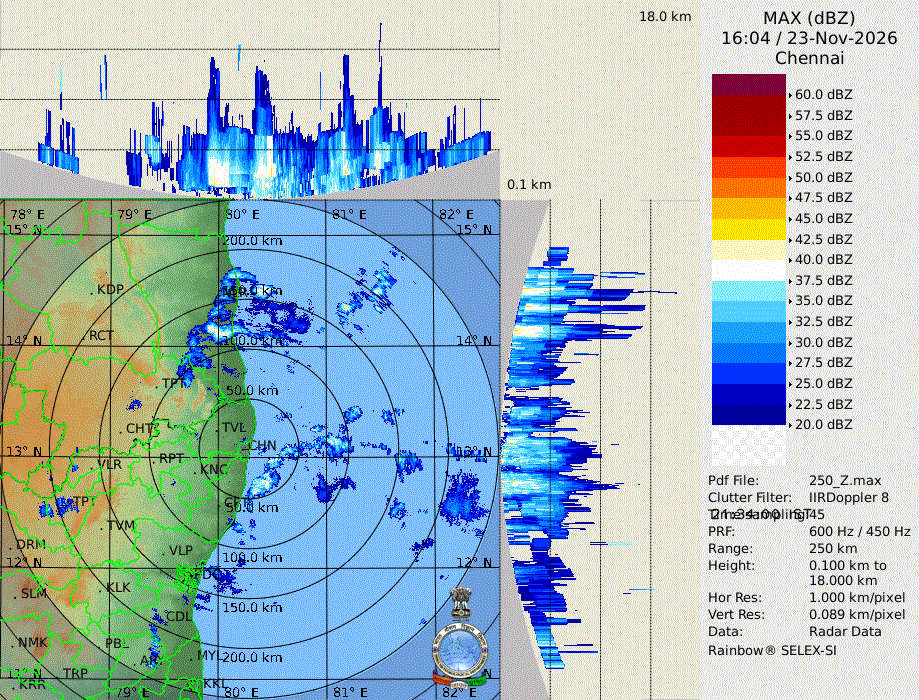 18.0 km
MAX (dBZ)
16:04 / 23-Nov-2026
Chennai
60.0 dBZ
57.5 dBZ
55.0 dBZ
52.5 dBZ
50.0 dBZ
47.5 dBZ
45.0 dBZ
42.5 dBZ
40.0 dBZ
37.5 dBZ
35.0 dBZ
32.5 dBZ
30.0 dBZ
27.5 dBZ
25.0 dBZ
22.5 dBZ
20.0 dBZ
0.1 km
78° E 79° E 80° E 81° E 82° E
15° N 15° N
200.0 km
KDP
150.0 km
RCT
14° N 100.0 km 14° N
TPT 50.0 km
CHT TVL
CHN
13° N 13° N
VLR RPT KNC
TPT
50.0 km
TVM
DRM VLP 100.0 km
12° N 12° N
SLM KLK 150.0 km
CDL
NMK PBL
MYL 200.0 km
TRP
KRR KKL
79° E 80° E 81° E 82° E
Pdf File: 250_Z.max
Clutter Filter: IIRDoppler 8
Time sampling: 45
PRF: 600 Hz / 450 Hz
Range: 250 km
Height: 0.100 km to
18.000 km
Hor Res: 1.000 km/pixel
Vert Res: 0.089 km/pixel
Data: Radar Data
Rainbow® SELEX-SI